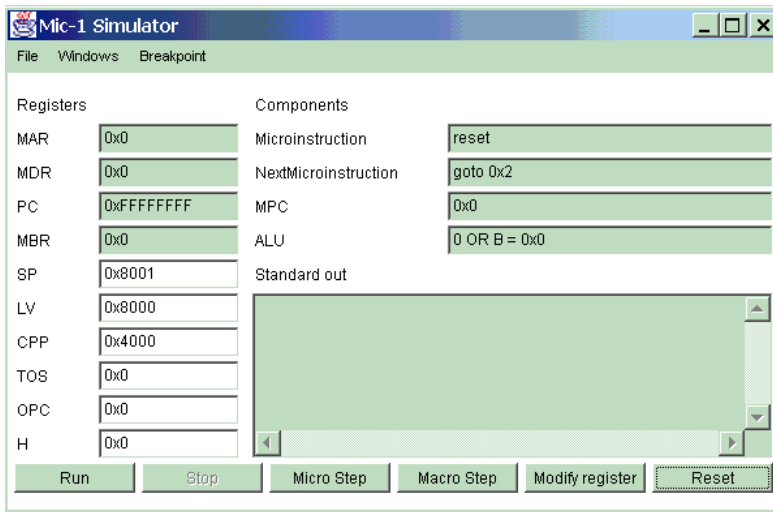 Mic-1 Simulator
File Windows Breakpoint
Registers Components
MAR 0x0 Microinstruction reset
MDR 0x0 NextMicroinstruction goto 0x2
PC 0xFFFFFFFF MPC 0x0
MBR 0x0 ALU 0 OR B = 0x0
SP 0x8001 Standard out
LV 0x8000
CPP 0x4000
TOS 0x0
OPC 0x0
H 0x0
Run Stop Micro Step Macro Step Modify register Reset